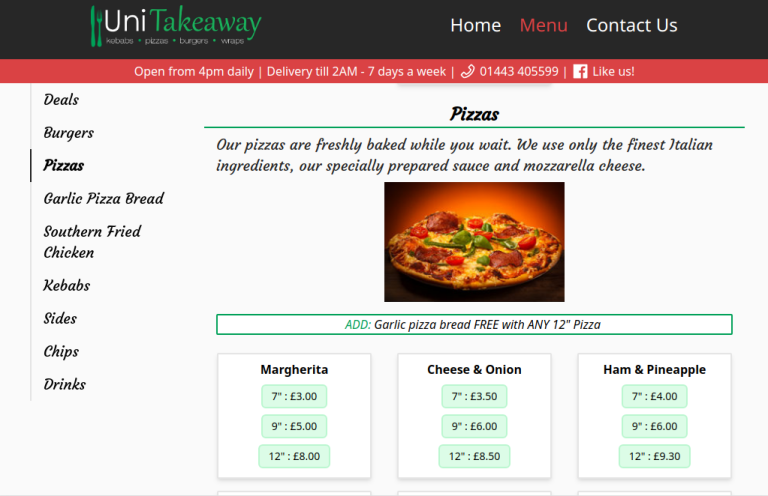 Uni Takeaway
kebabs • pizzas • burgers • wraps
Home Menu Contact Us
Open from 4pm daily | Delivery till 2AM - 7 days a week | 01443 405599 | Like us!
Deals
Burgers
Pizzas
Garlic Pizza Bread
Southern Fried
Chicken
Kebabs
Sides
Chips
Drinks
Pizzas
Our pizzas are freshly baked while you wait. We use only the finest Italian
ingredients, our specially prepared sauce and mozzarella cheese.
ADD: Garlic pizza bread FREE with ANY 12" Pizza
Margherita
7" : £3.00
9" : £5.00
12" : £8.00
Cheese & Onion
7" : £3.50
9" : £6.00
12" : £8.50
Ham & Pineapple
7" : £4.00
9" : £6.00
12" : £9.30